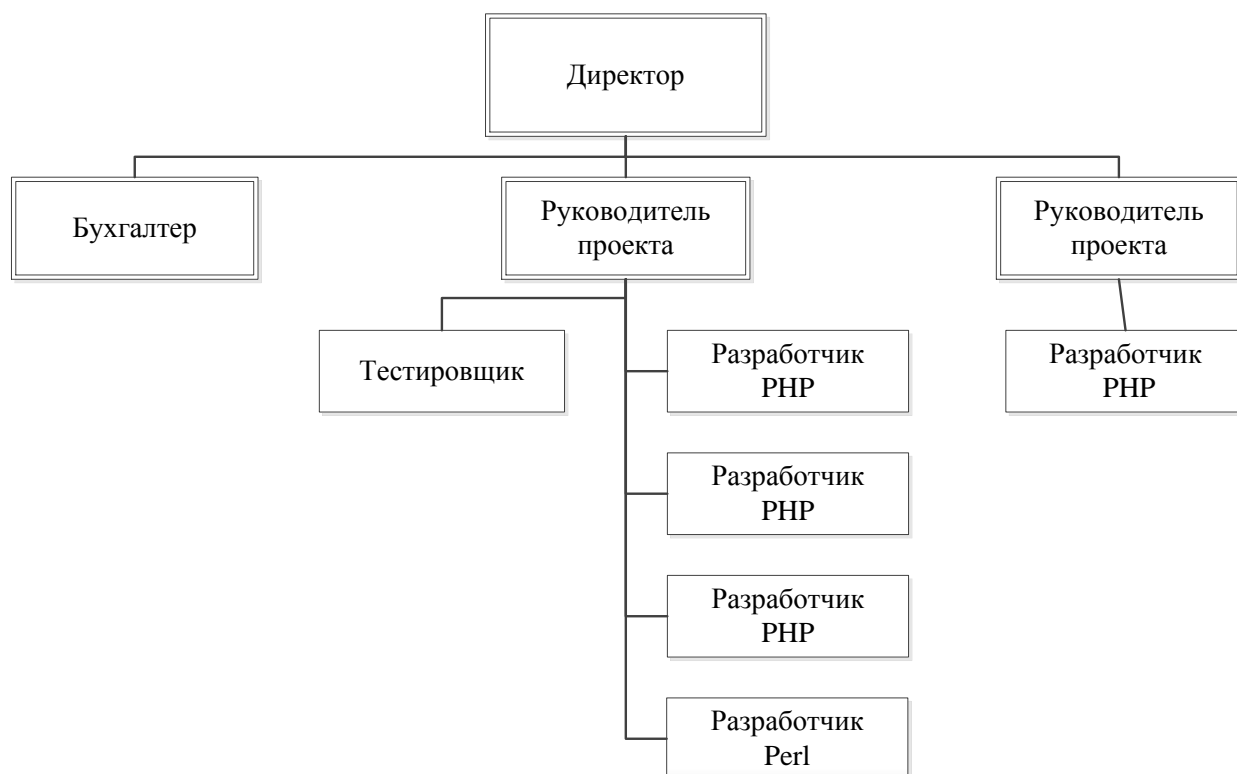 Директор
Бухгалтер
Руководитель
проекта
Руководитель
проекта
Тестировщик
Разработчик
PHP
Разработчик
PHP
Разработчик
PHP
Разработчик
PHP
Разработчик
Perl